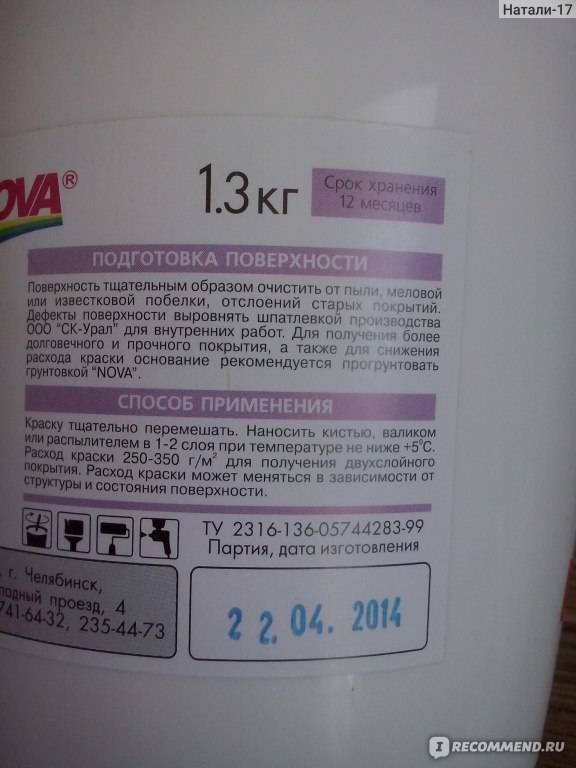 Натали-17
NOVA®
1.3кг
Срок хранения
12 месяцев
ПОДГОТОВКА ПОВЕРХНОСТИ
Поверхность тщательным образом очистить от пыли, меловой
или известковой побелки, отслоений старых покрытий.
Дефекты поверхности выровнять шпатлевкой производства
ООО "СК-Урал" для внутренних работ. Для получения более
долговечного и прочного покрытия, а также для снижения
расхода краски основание рекомендуется прогрунтовать
грунтовкой "NOVA".
СПОСОБ ПРИМЕНЕНИЯ
Краску тщательно перемешать. Наносить кистью, валиком
или распылителем в 1-2 слоя при температуре не ниже +5°С.
Расход краски 250-350 г/м² для получения двухслойного
покрытия. Расход краски может меняться в зависимости от
структуры и состояния поверхности.
ТУ 2316-136-05744283-99
Партия, дата изготовления
г. Челябинск,
проезд, 4
741-64-32, 235-44-73
22.04.2014
IRECOMMEND.RU